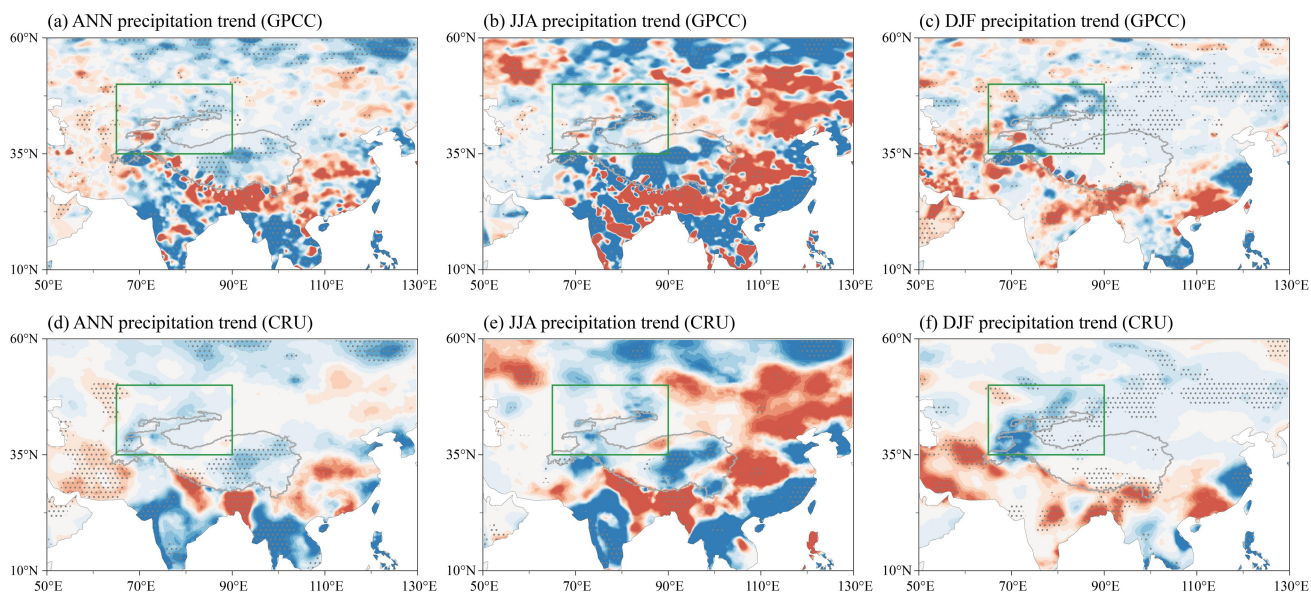 (a) ANN precipitation trend (GPCC)
(b) JJA precipitation trend (GPCC)
(c) DJF precipitation trend (GPCC)
60°N
60°N
60°N
35°N
35°N
35°N
10°N
10°N
10°N
50°E 70°E 90°E 110°E 130°E
50°E 70°E 90°E 110°E 130°E
50°E 70°E 90°E 110°E 130°E
(d) ANN precipitation trend (CRU)
(e) JJA precipitation trend (CRU)
(f) DJF precipitation trend (CRU)
60°N
60°N
60°N
35°N
35°N
35°N
10°N
10°N
10°N
50°E 70°E 90°E 110°E 130°E
50°E 70°E 90°E 110°E 130°E
50°E 70°E 90°E 110°E 130°E